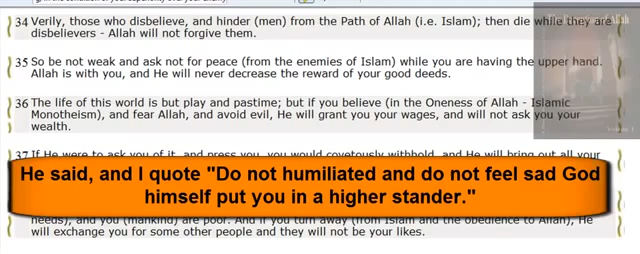 34 Verily, those who disbelieve, and hinder (men) from the Path of Allah (i.e. Islam); then die while they are
disbelievers - Allah will not forgive them.
35 So be not weak and ask not for peace (from the enemies of Islam) while you are having the upper hand.
Allah is with you, and He will never decrease the reward of your good deeds.
36 The life of this world is but play and pastime; but if you believe (in the Oneness of Allah - Islamic
Monotheism), and fear Allah, and avoid evil, He will grant you your wages, and will not ask you your
wealth.
37 If He were to ask you of it, and press you, you would covetously withhold, and He will bring out all your
He said, and I quote "Do not humiliated and do not feel sad God
himself put you in a higher stander."
needs), and you (mankind) are poor. And if you turn away (from Islam and the obedience to Allah), He
will exchange you for some other people and they will not be your likes.